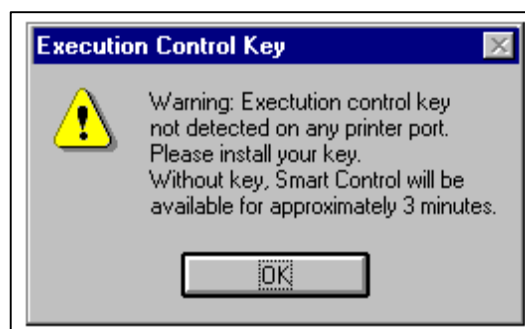 Execution Control Key
Warning: Exectution control key
not detected on any printer port.
Please install your key.
Without key, Smart Control will be
available for approximately 3 minutes.
OK